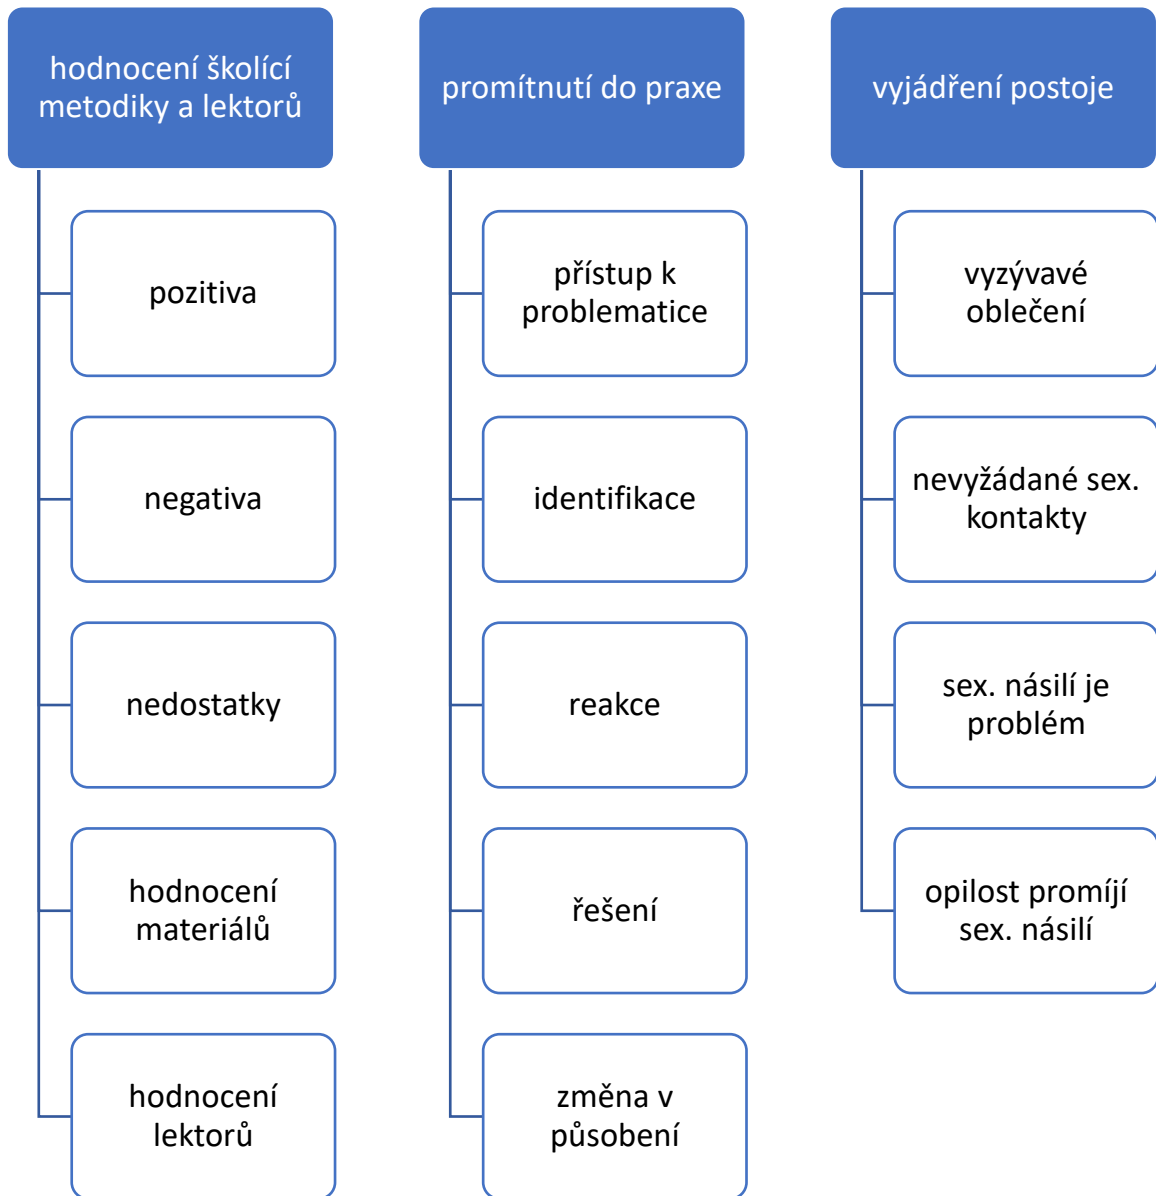 hodnocení školící
metodiky a lektorů
pozitiva
negativa
nedostatky
hodnocení
materiálů
hodnocení
lektorů
promítnutí do praxe
přístup k
problematice
identifikace
reakce
řešení
změna v
působení
vyjádření postoje
vyzývavé
oblečení
nevyžádané sex.
kontakty
sex. násilí je
problém
opilost promíjí
sex. násilí